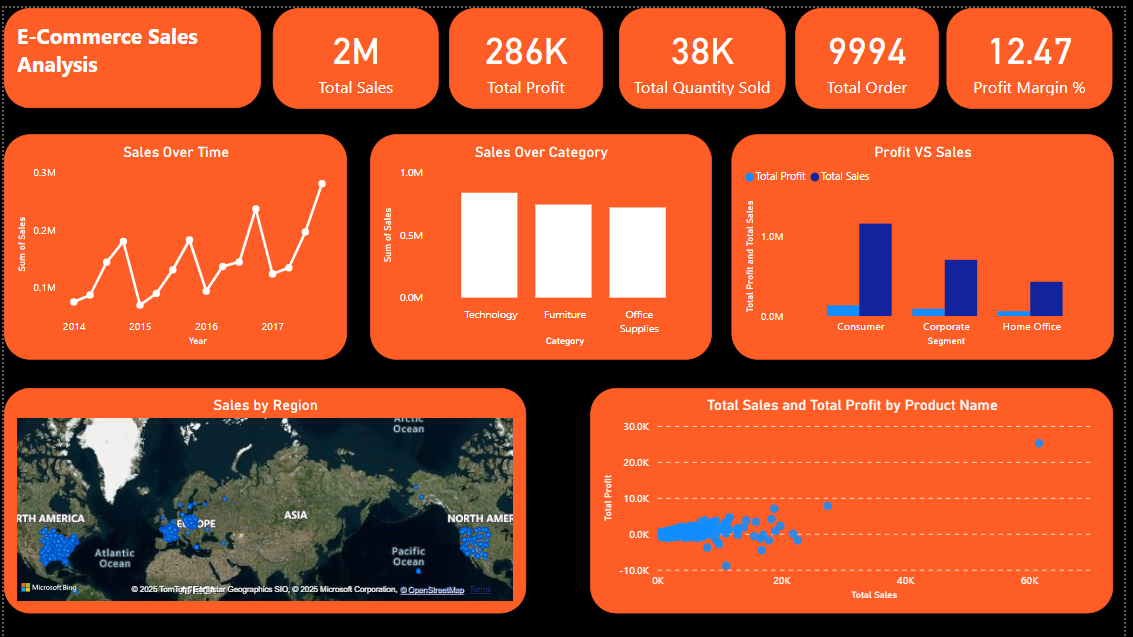 E-Commerce Sales
Analysis
2M
Total Sales
286K
Total Profit
38K
Total Quantity Sold
9994
Total Order
12.47
Profit Margin %
Sales Over Time
0.3M
0.2M
0.1M
Sum of Sales
2014 2015 2016 2017
Year
Sales Over Category
1.0M
0.5M
0.0M
Sum of Sales
Technology Furniture Office
Supplies
Category
Profit VS Sales
Total Profit Total Sales
Total Profit and Total Sales
1.0M
0.0M
Consumer Corporate Home Office
Segment
Sales by Region
Arctic
Ocean
RTH AMERICA
EUROPE
ASIA
NORTH AMER
Atlantic
Ocean
Pacific
Ocean
AFRICA
Microsoft Bing
© 2025 TomTom, Earthstar Geographics SIO, © 2025 Microsoft Corporation, © OpenStreetMap Terms
Total Sales and Total Profit by Product Name
30.0K
20.0K
10.0K
0.0K
-10.0K
Total Profit
0K 20K 40K 60K
Total Sales